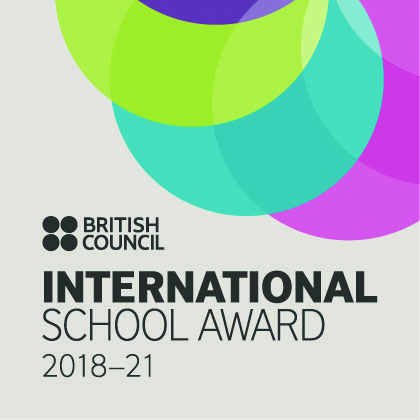 BRITISH
COUNCIL
INTERNATIONAL
SCHOOL AWARD
2018–21